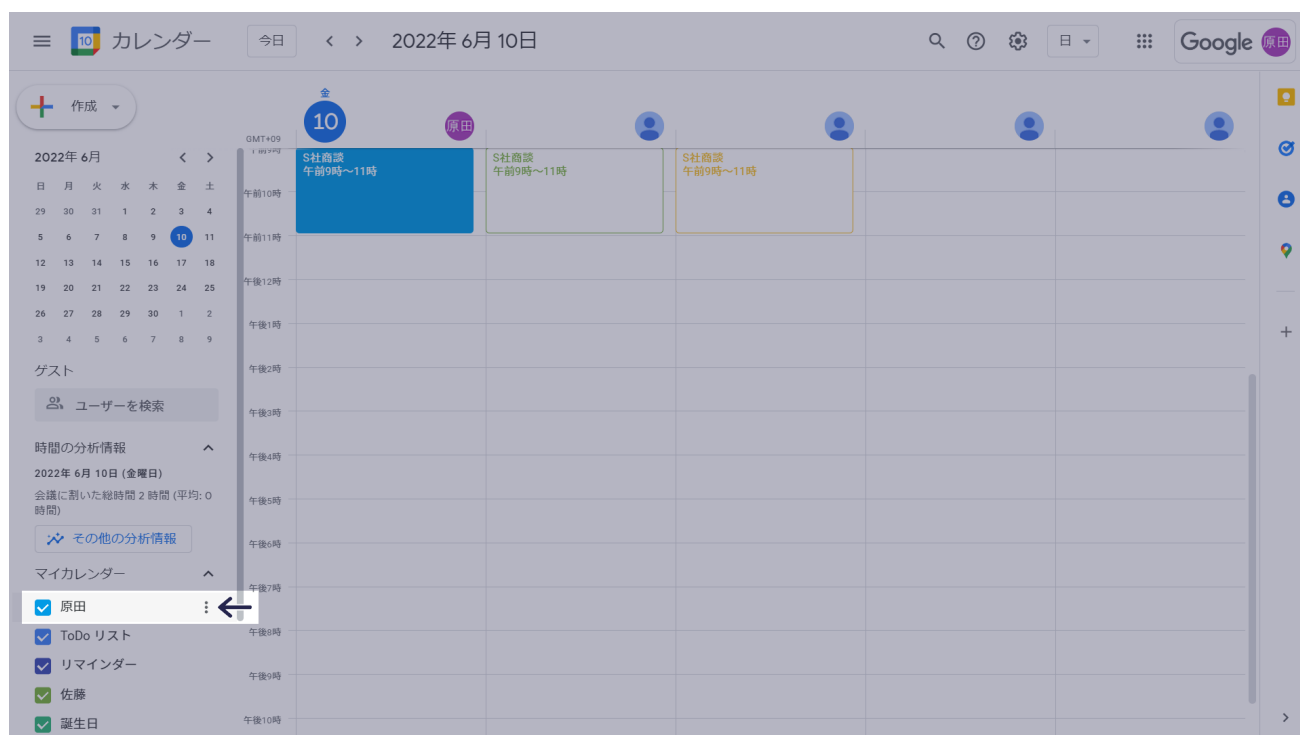 10 カレンダー 今日 2022年 6月 10日 日 Google 原田
作成
金
10
原田
GMT+09
2022年 6月
日 月 火 水 木 金 土
29 30 31 1 2 3 4
5 6 7 8 9 10 11
12 13 14 15 16 17 18
19 20 21 22 23 24 25
26 27 28 29 30 1 2
3 4 5 6 7 8 9
ゲスト
ユーザーを検索
時間の分析情報
2022年 6月 10日 (金曜日)
会議に割いた総時間 2 時間 (平均: 0
時間)
その他の分析情報
マイカレンダー
原田
ToDo リスト
リマインダー
佐藤
誕生日
午前9時
午前10時
午前11時
午後12時
午後1時
午後2時
午後3時
午後4時
午後5時
午後6時
午後7時
午後8時
午後9時
午後10時
S社商談
午前9時～11時
S社商談
午前9時～11時
S社商談
午前9時～11時